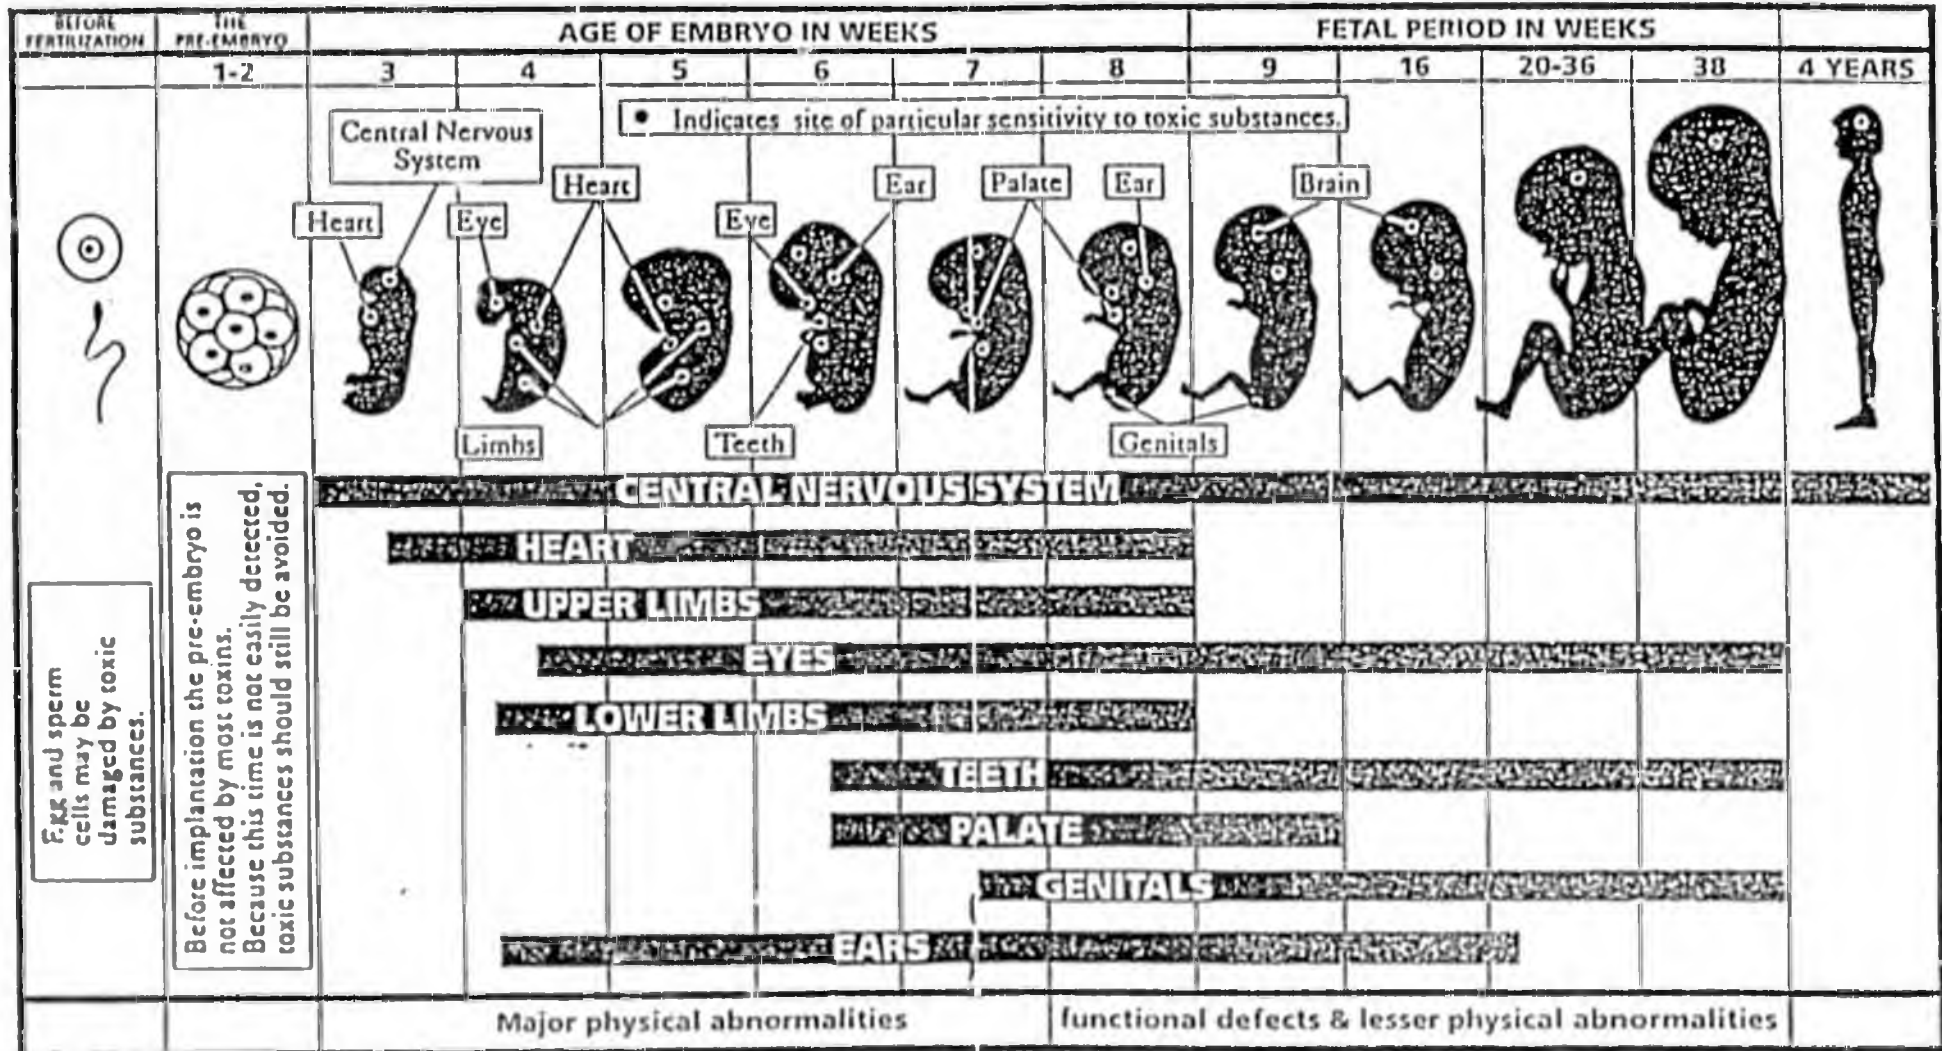 BEFORE
FERTILIZATION
THE
PRE-EMBRYO
AGE OF EMBRYO IN WEEKS
FETAL PERIOD IN WEEKS
1-2
3
4
5
6
7
8
9
16
20-36
38
4 YEARS
• Indicates site of particular sensitivity to toxic substances.
Central Nervous
System
Heart
Ear
Palate
Ear
Brain
Heart
Eye
Eye
Limbs
Teeth
Genitals
CENTRAL NERVOUS SYSTEM
HEART
UPPER LIMBS
EYES
LOWER LIMBS
TEETH
PALATE
GENITALS
EARS
Egg and sperm
cells may be
damaged by toxic
substances.
Before implantation the pre-embryo is
not affected by most toxins.
Because this time is not easily detected,
toxic substances should still be avoided.
Major physical abnormalities
functional defects & lesser physical abnormalities